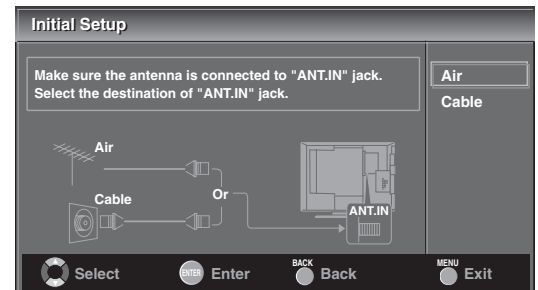 Initial Setup
Make sure the antenna is connected to "ANT.IN" jack.
Select the destination of "ANT.IN" jack.
Air
Cable
Air
Cable
Or
ANT.IN
Select
ENTER Enter
BACK Back
MENU Exit